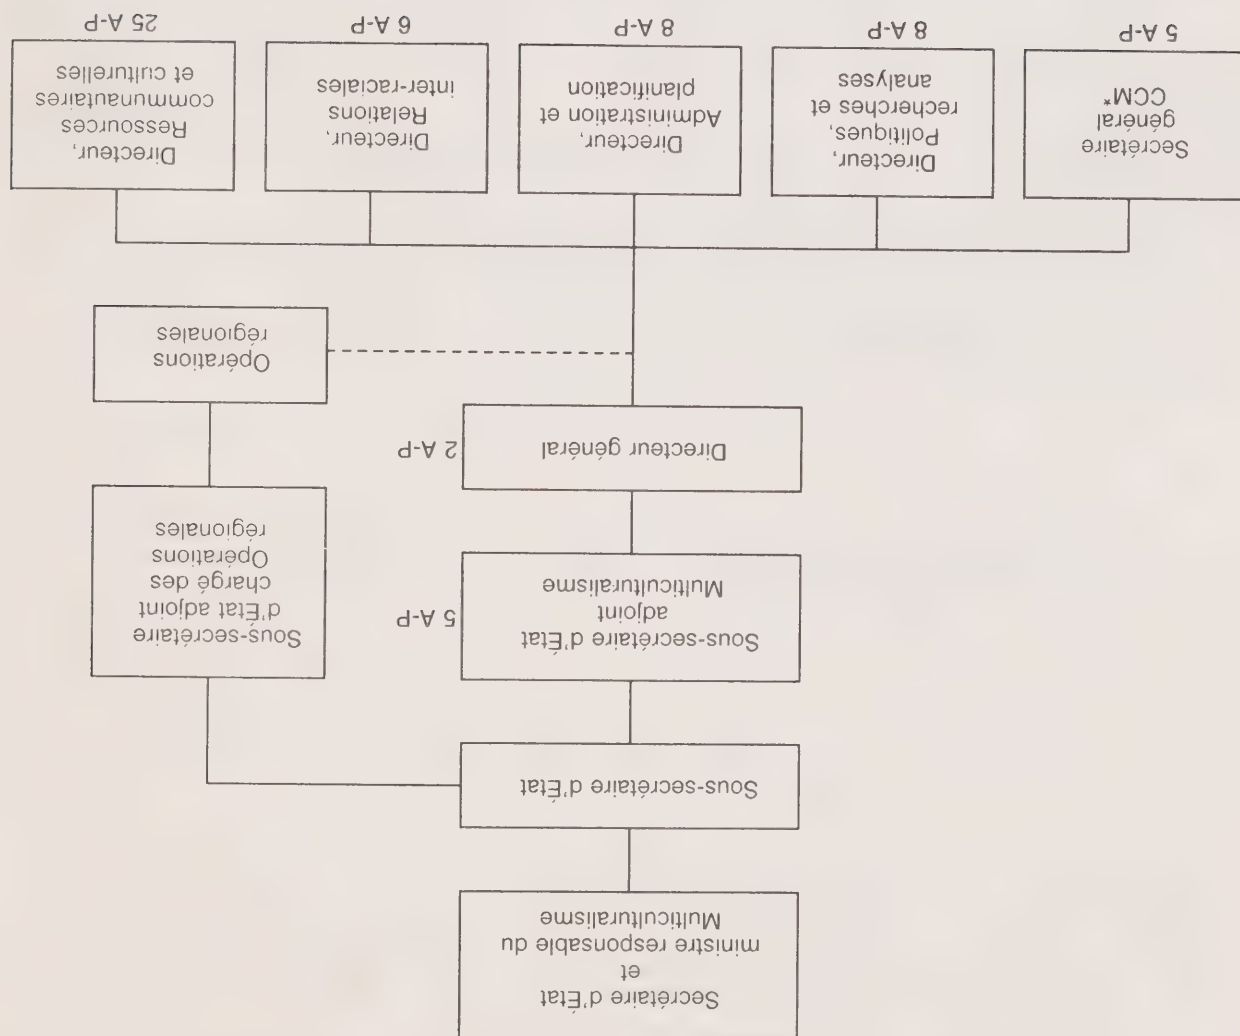 Secrétaire d'État
et
ministre responsable du
Multiculturalisme
Sous-secrétaire d'État
Sous-secrétaire d'État
adjoint
Multiculturalisme
5 A-P
Sous-secrétaire
d'État adjoint
chargé des
Opérations
régionales
Directeur général
2 A-P
Opérations
régionales
Secrétaire
général
CCM*
5 A-P
Directeur,
Politiques,
recherches et
analyses
8 A-P
Directeur,
Administration et
planification
8 A-P
Directeur,
Relations
inter-raciales
6 A-P
Directeur,
Ressources
communautaires
et culturelles
25 A-P